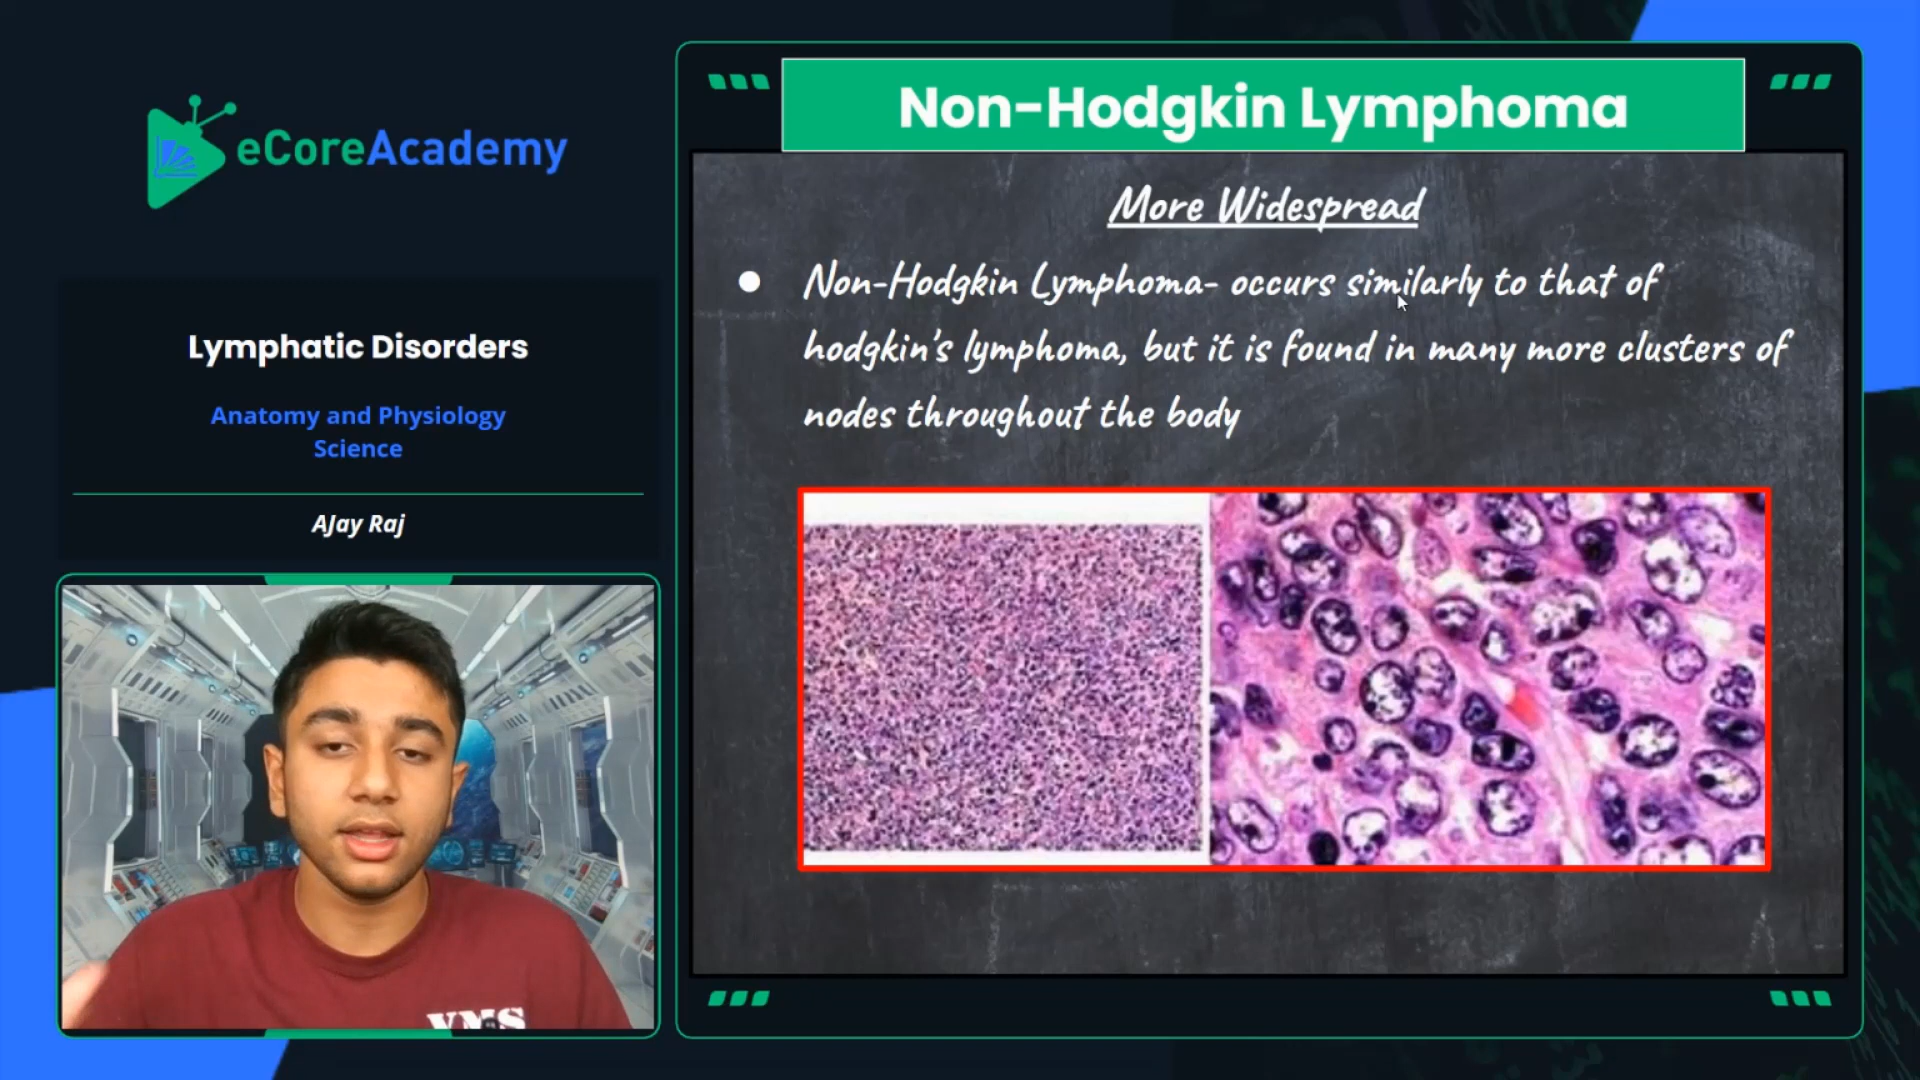 eCoreAcademy
Lymphatic Disorders
Anatomy and Physiology
Science
AJay Raj
VMS
Non-Hodgkin Lymphoma
More Widespread
Non-Hodgkin Lymphoma- occurs similarly to that of
hodgkin's lymphoma, but it is found in many more clusters of
nodes throughout the body